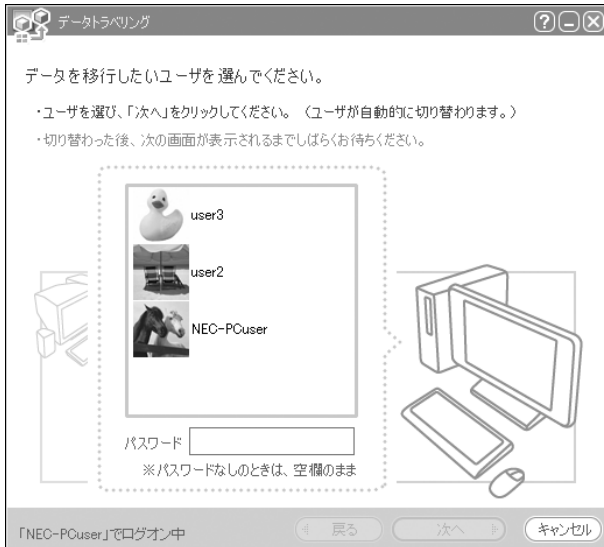 データトラベリング
データを移行したいユーザを選んでください。
・ユーザを選び、「次へ」をクリックしてください。（ユーザが自動的に切り替わります。）
・切り替わった後、次の画面が表示されるまでしばらくお待ちください。
user3
user2
NEC-PCuser
パスワード
※パスワードなしのときは、空欄のまま
「NEC-PCuser」でログオン中
戻る
次へ
キャンセル